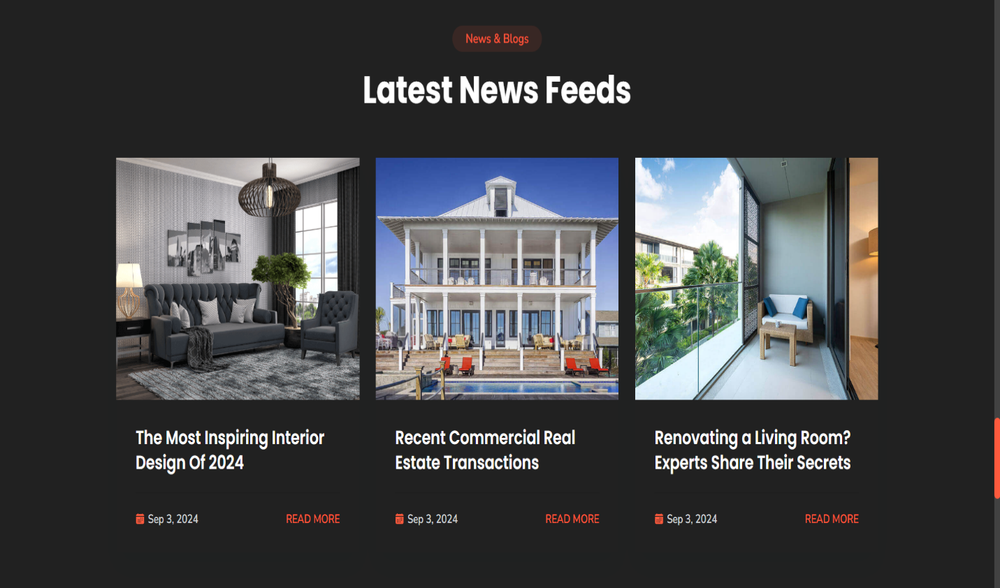 News & Blogs
Latest News Feeds
The Most Inspiring Interior
Design Of 2024
Sep 3, 2024
READ MORE
Recent Commercial Real
Estate Transactions
Sep 3, 2024
READ MORE
Renovating a Living Room?
Experts Share Their Secrets
Sep 3, 2024
READ MORE